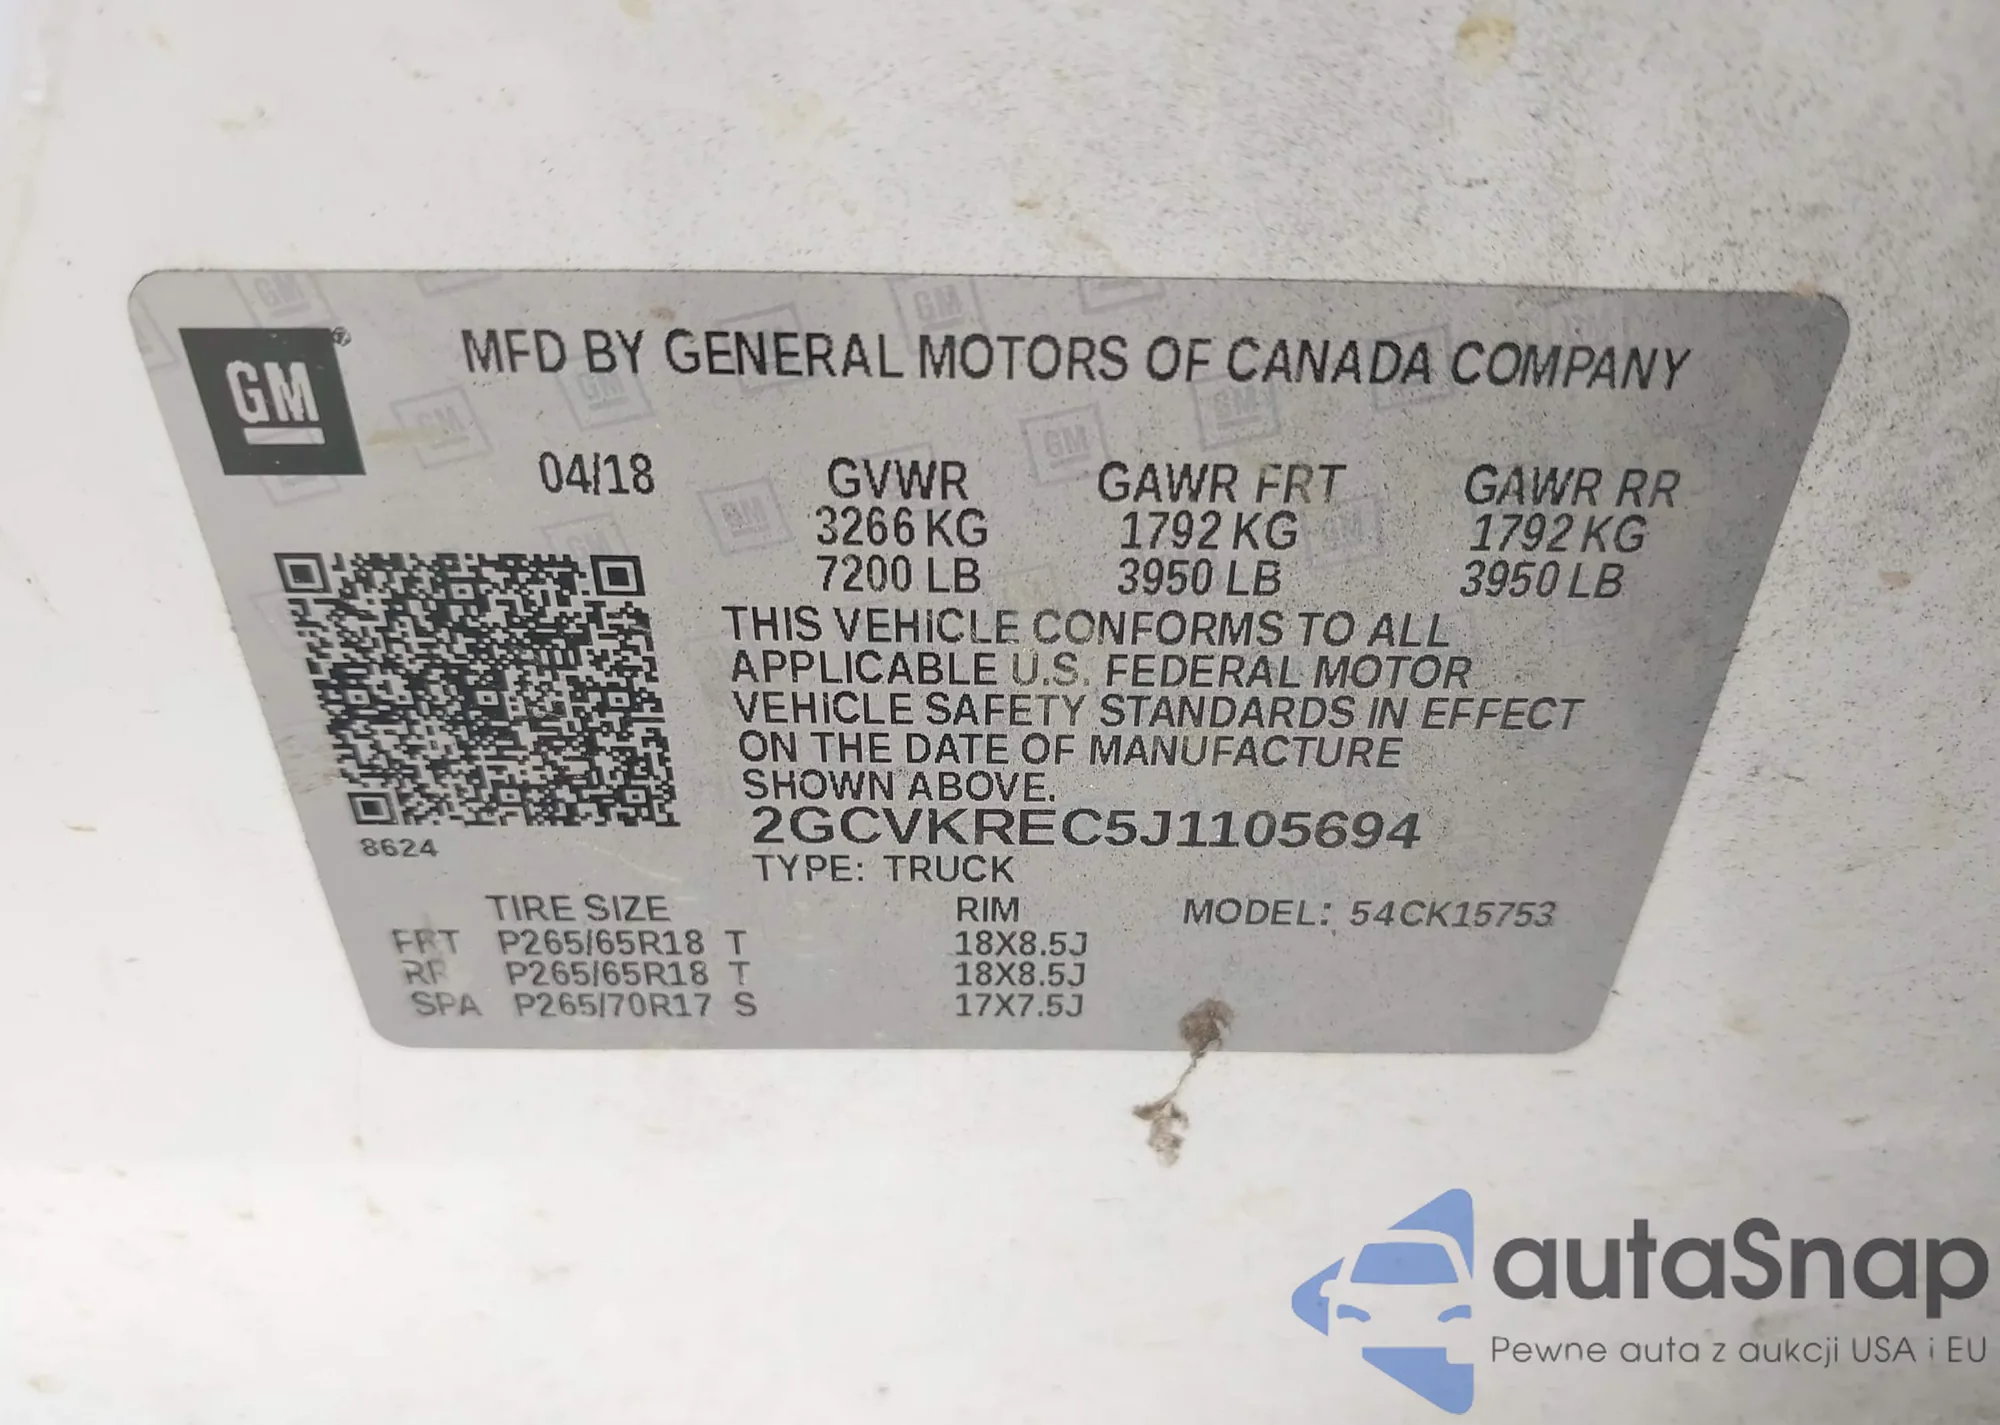 GM
MFD BY GENERAL MOTORS OF CANADA COMPANY
04/18 GVWR GAWR FRT GAWR RR
3266 KG 1792 KG 1792 KG
7200 LB 3950 LB 3950 LB
THIS VEHICLE CONFORMS TO ALL
APPLICABLE U.S. FEDERAL MOTOR
VEHICLE SAFETY STANDARDS IN EFFECT
ON THE DATE OF MANUFACTURE
SHOWN ABOVE.
2GCVKREC5J1105694
8624
TYPE: TRUCK
TIRE SIZE RIM MODEL: 54CK15753
FRT P265/65R18 T 18X8.5J
RR P265/65R18 T 18X8.5J
SPA P265/70R17 S 17X7.5J
autaSnap
Pewne auta z aukcji USA i EU